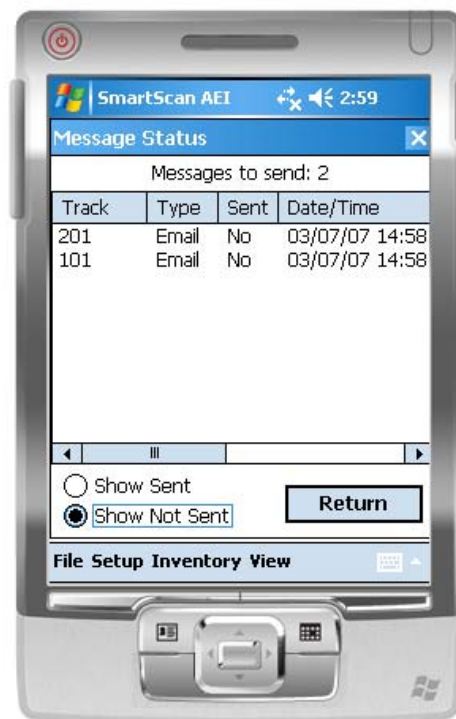 SmartScan AEI 2:59
Message Status
Messages to send: 2
Track Type Sent Date/Time
201 Email No 03/07/07 14:58
101 Email No 03/07/07 14:58
Show Sent
Show Not Sent
Return
File Setup Inventory View